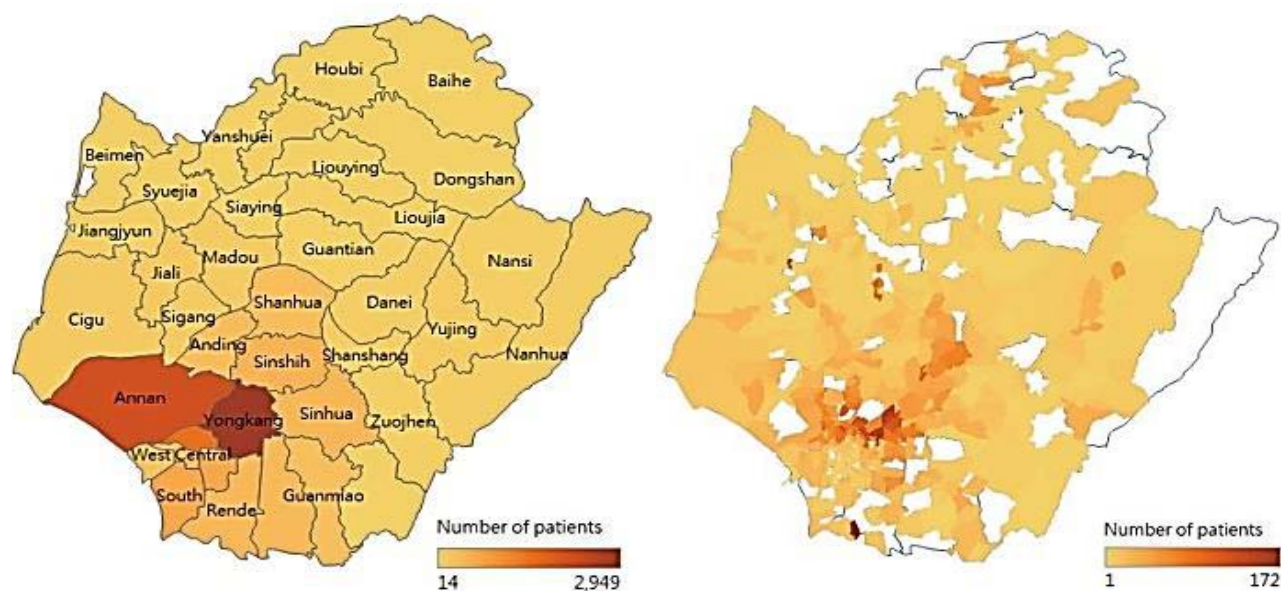 Houbi
Baihe
Yanshuei
Beimen
Liouying
Dongshan
Syuejia
Siaying
Lioujia
Jiangjyun
Guantian
Madou
Nansi
Jiali
Shanhua
Danei
Cigu
Sigang
Yujing
Anding
Sinshih
Shanshang
Nanhua
Annan
Yongkang
Sinhua
Zuojhen
West Central
South
Rende
Guanmiao
Number of patients
14 2,949
Number of patients
1 172